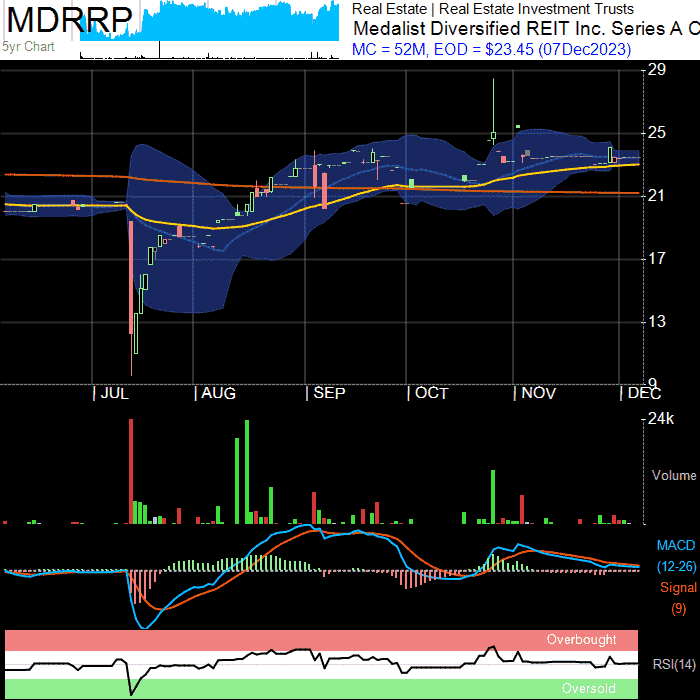 MDRRP
5yr Chart
Real Estate | Real Estate Investment Trusts
Medalist Diversified REIT Inc. Series A C
MC = 52M, EOD = $23.45 (07Dec2023)
29
25
21
17
13
9
JUL
AUG
SEP
OCT
NOV
DEC
24k
Volume
MACD
(12-26)
Signal
(9)
Overbought
RSI(14)
Oversold